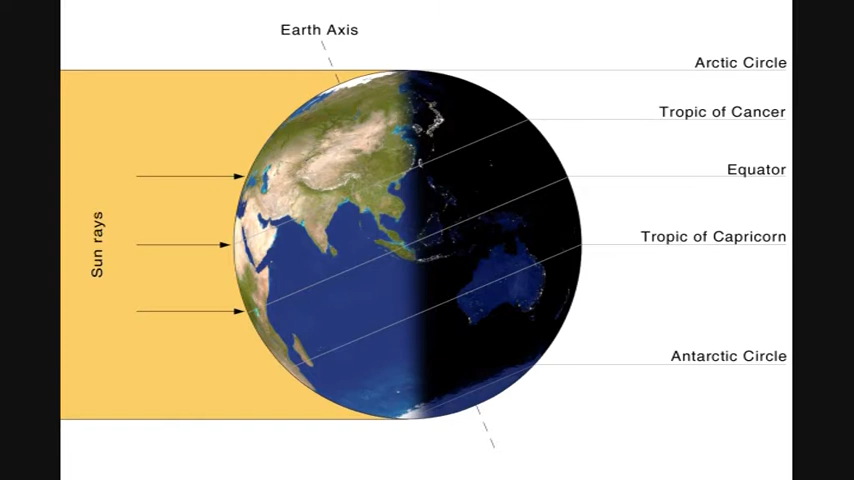 Earth Axis
Arctic Circle
Tropic of Cancer
Equator
Sun rays
Tropic of Capricorn
Antarctic Circle